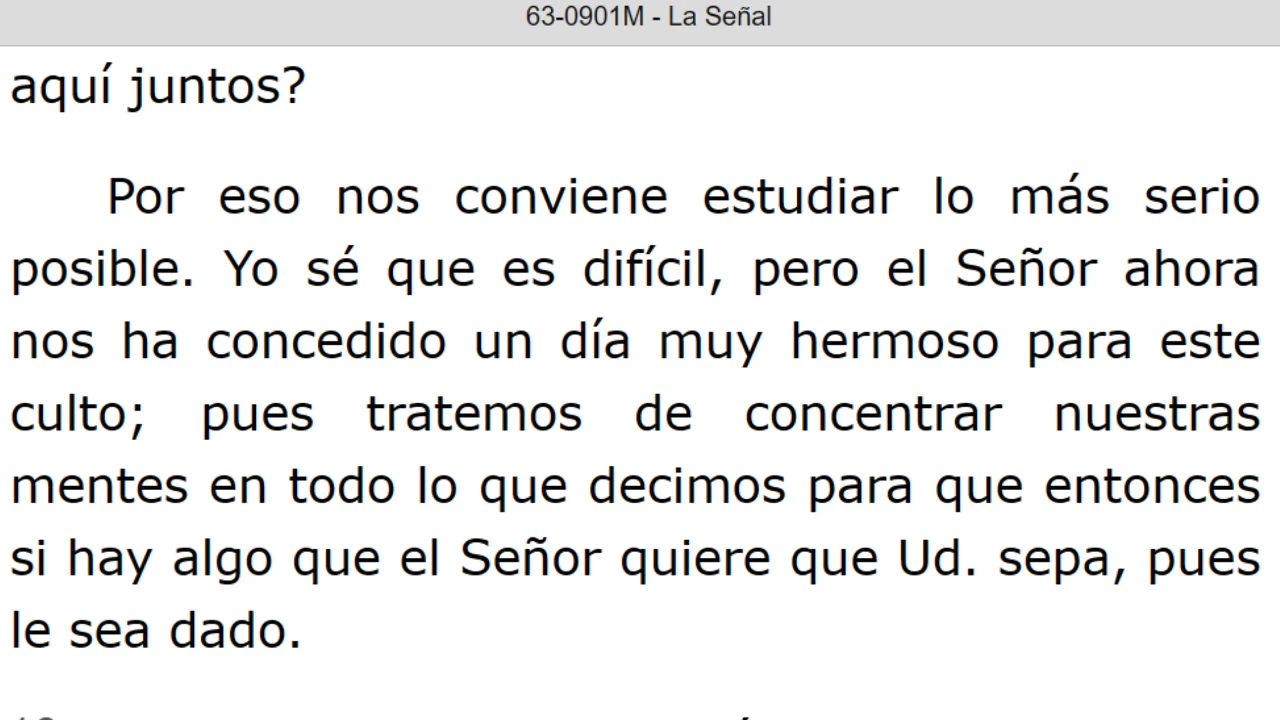 63-0901M - La Señal
aquí juntos?
Por eso nos conviene estudiar lo más serio
posible. Yo sé que es difícil, pero el Señor ahora
nos ha concedido un día muy hermoso para este
culto; pues tratemos de concentrar nuestras
mentes en todo lo que decimos para que entonces
si hay algo que el Señor quiere que Ud. sepa, pues
le sea dado.